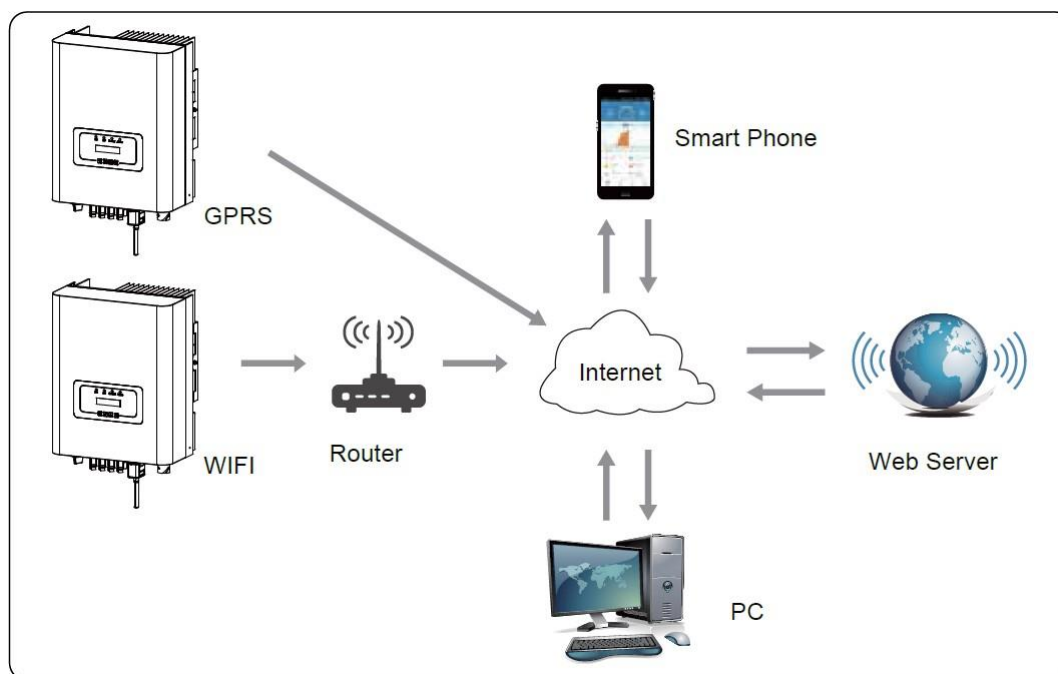 Smart Phone
GPRS
Internet
WIFI
Router
Web Server
PC